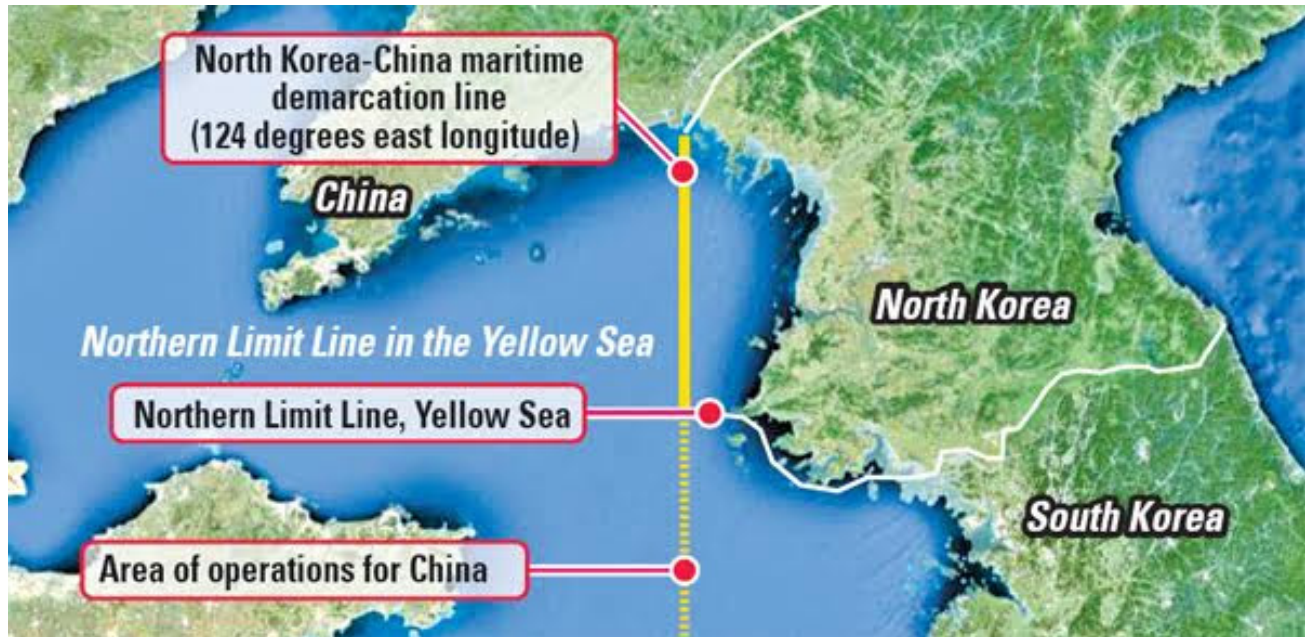 North Korea-China maritime
demarcation line
(124 degrees east longitude)
China
North Korea
Northern Limit Line in the Yellow Sea
Northern Limit Line, Yellow Sea
South Korea
Area of operations for China